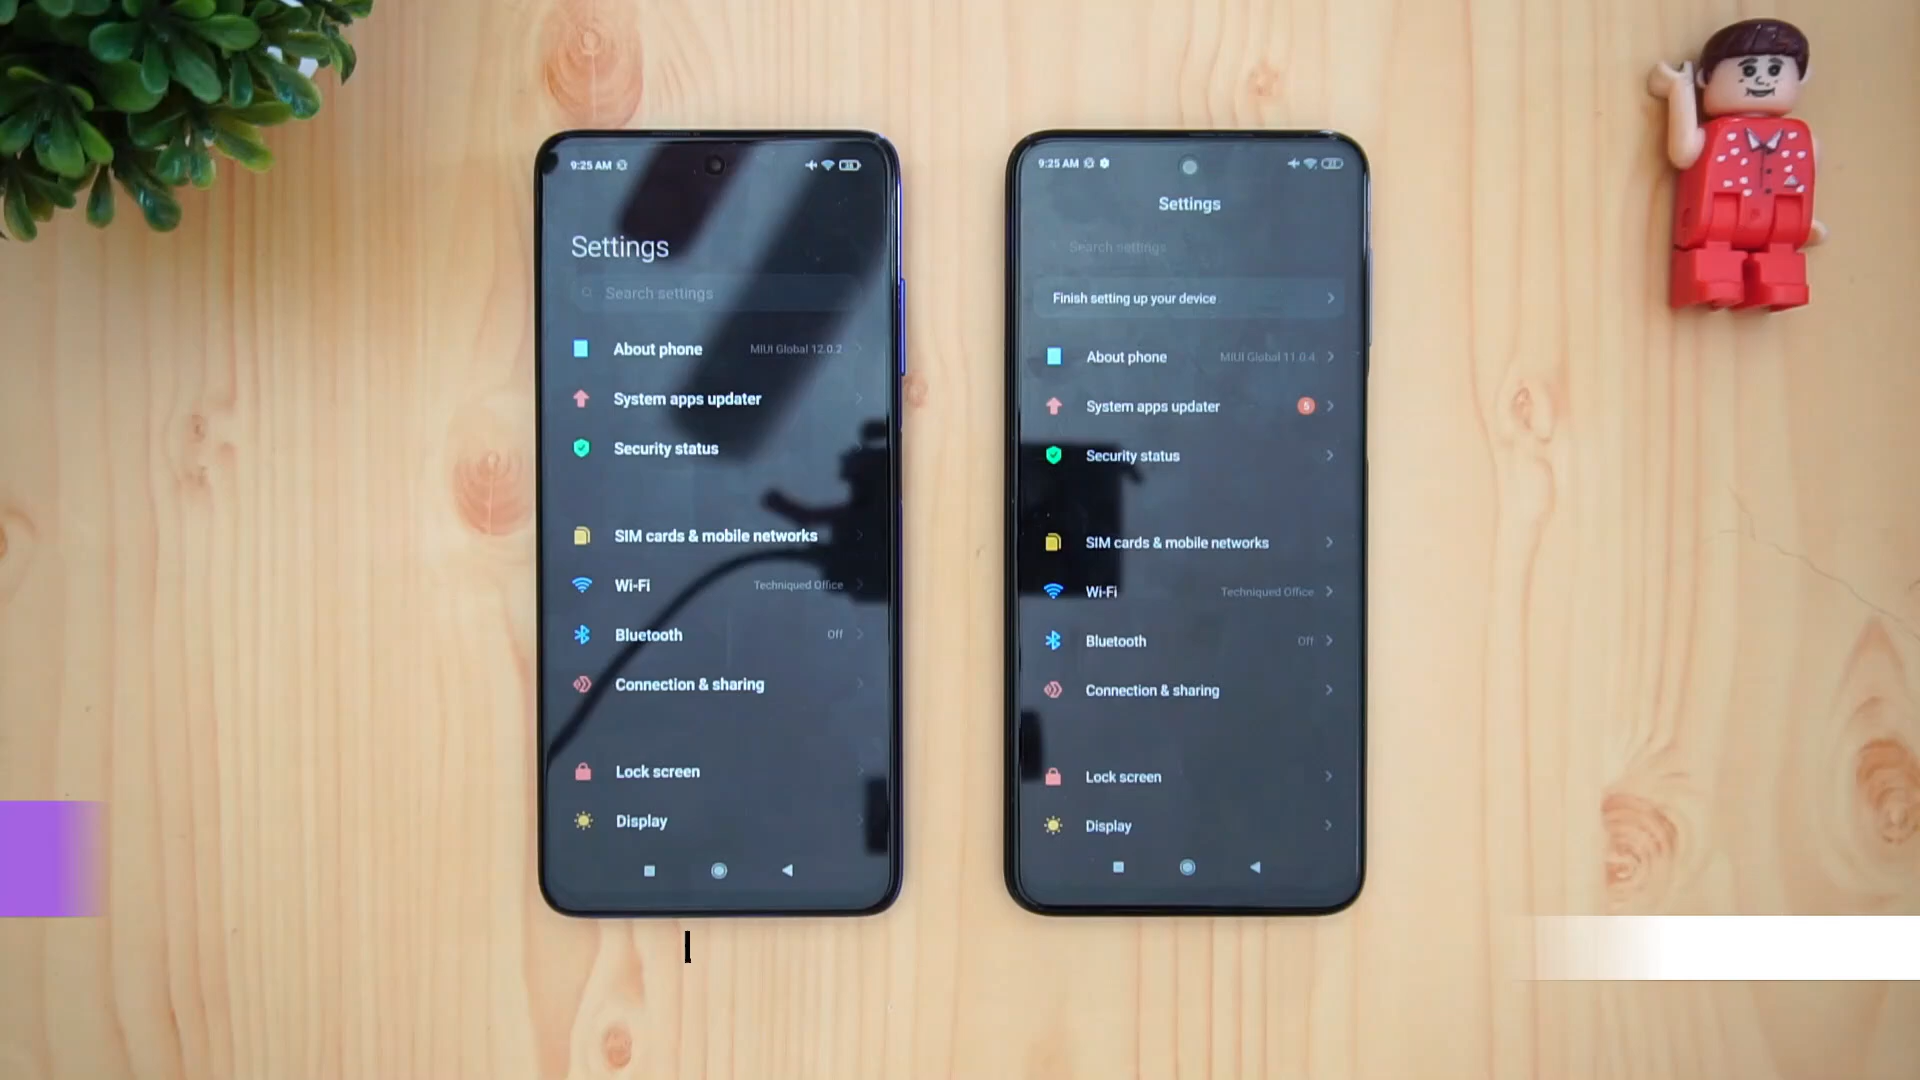 9:25 AM
Settings
Search settings
About phone MIUI Global 12.0.2
System apps updater
Security status
SIM cards & mobile networks
Wi-Fi Techniqued Office
Bluetooth Off
Connection & sharing
Lock screen
Display
9:25 AM
Settings
Search settings
Finish setting up your device
About phone MIUI Global 11.0.4
System apps updater 5
Security status
SIM cards & mobile networks
Wi-Fi Techniqued Office
Bluetooth Off
Connection & sharing
Lock screen
Display